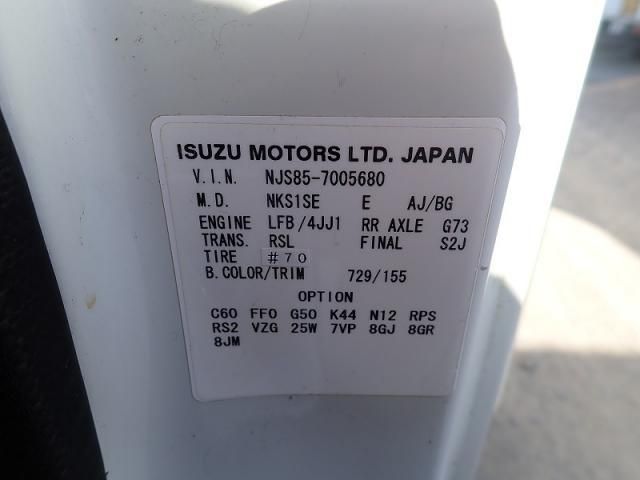 ISUZU MOTORS LTD. JAPAN
V.I.N. NJS85-7005680
M.D. NKS1SE E AJ/BG
ENGINE LFB/4JJ1 RR AXLE G73
TRANS. RSL FINAL S2J
TIRE #70
B.COLOR/TRIM 729/155
OPTION
C60 FF0 G50 K44 N12 RPS
RS2 VZG 25W 7VP 8GJ 8GR
8JM